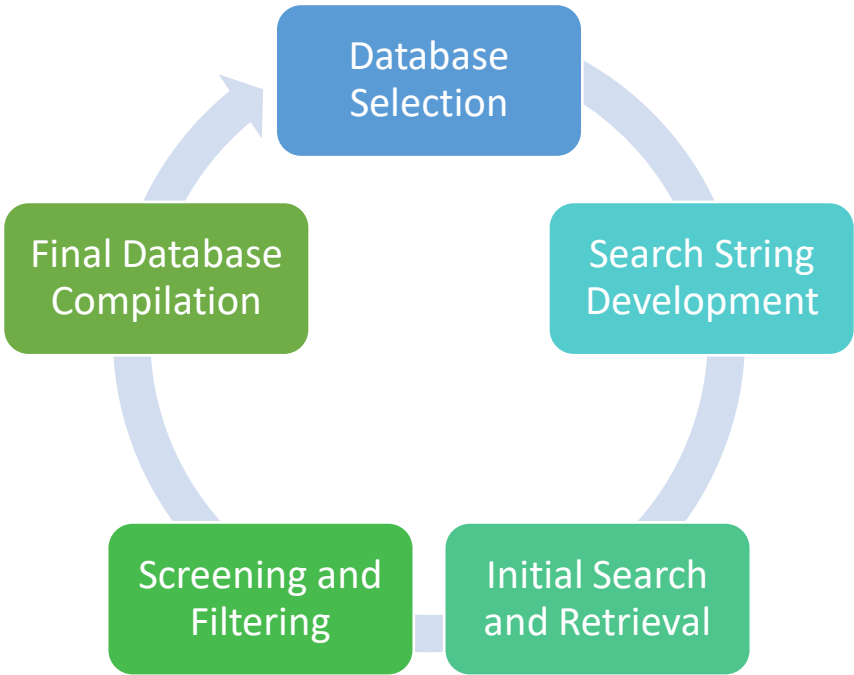 Database
Selection
Search String
Development
Initial Search
and Retrieval
Screening and
Filtering
Final Database
Compilation